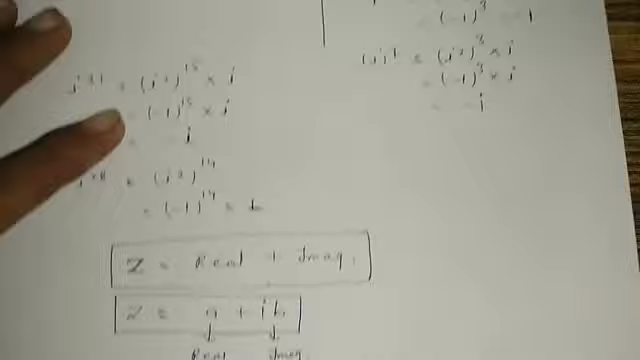 = (-1)³ = -1
i³¹ = (i²)¹⁵ × i
= (-1)¹⁵ × i
= - i
(i)⁷ = (i²)³ × i
= (-1)³ × i
= - i
i²⁸ = (i²)¹⁴
= (-1)¹⁴ = 1
Z = Real + Imag.
Z = a + ib
Real Imag.